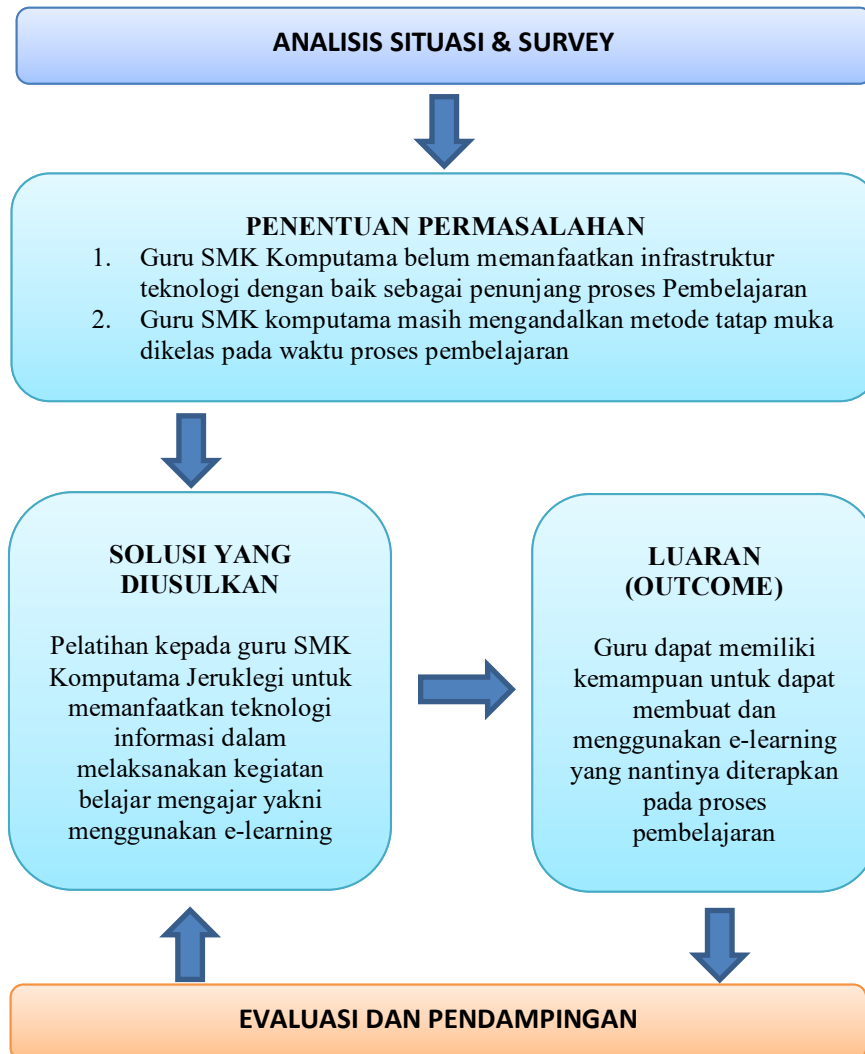 ANALISIS SITUASI & SURVEY
PENENTUAN PERMASALAHAN
1. Guru SMK Komputama belum memanfaatkan infrastruktur
teknologi dengan baik sebagai penunjang proses Pembelajaran
2. Guru SMK komputama masih mengandalkan metode tatap muka
dikelas pada waktu proses pembelajaran
SOLUSI YANG
DIUSULKAN
Pelatihan kepada guru SMK
Komputama Jeruklegi untuk
memanfaatkan teknologi
informasi dalam
melaksanakan kegiatan
belajar mengajar yakni
menggunakan e-learning
LUARAN
(OUTCOME)
Guru dapat memiliki
kemampuan untuk dapat
membuat dan
menggunakan e-learning
yang nantinya diterapkan
pada proses
pembelajaran
EVALUASI DAN PENDAMPINGAN